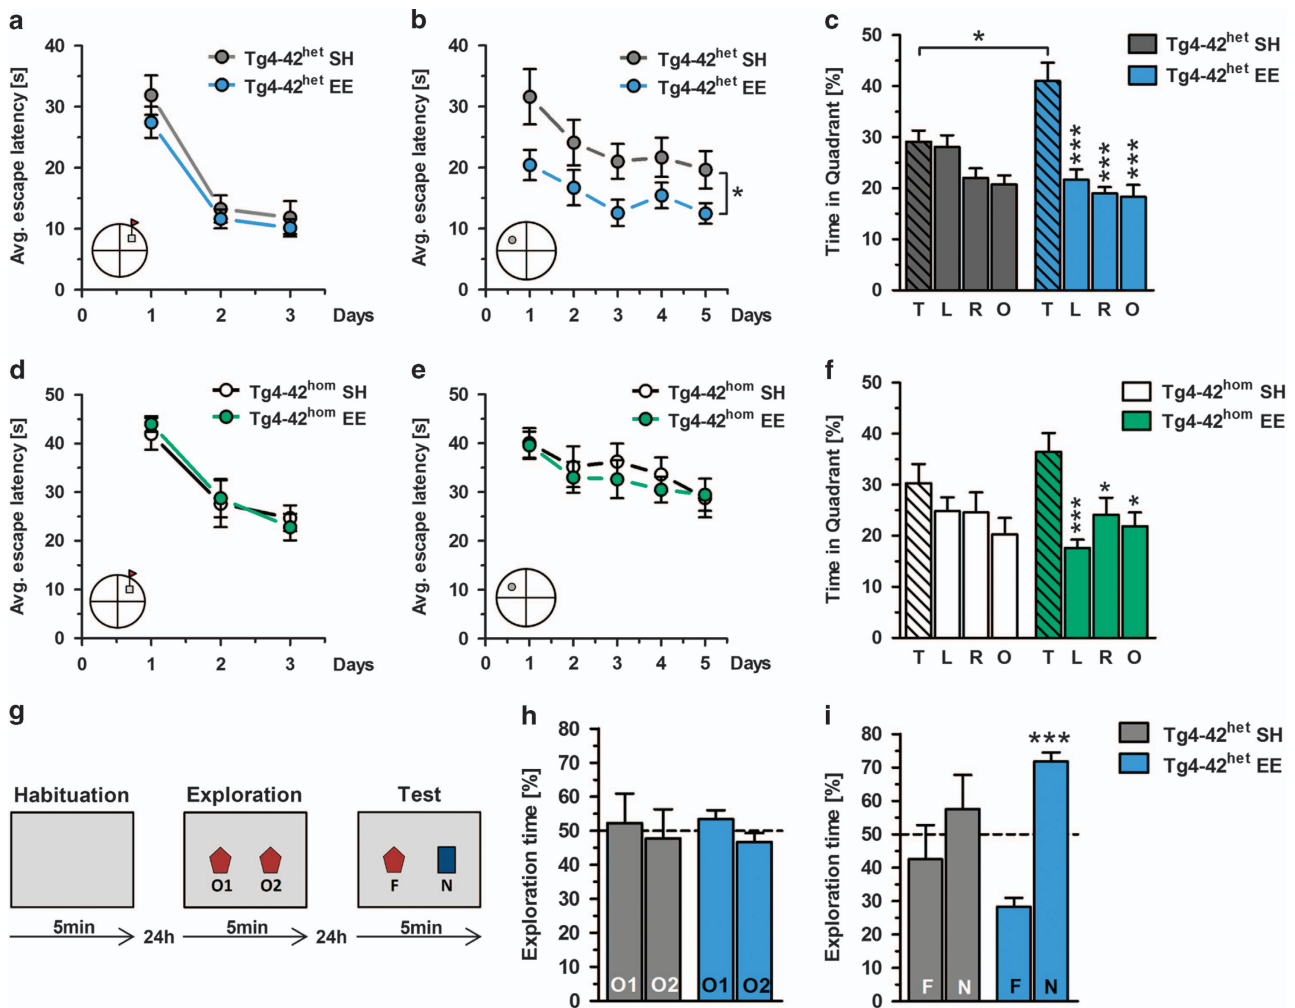 a
Avg. escape latency [s]
40
30
20
10
0
0 1 2 3 Days
Tg4-42het SH
Tg4-42het EE
b
Avg. escape latency [s]
40
30
20
10
0
0 1 2 3 4 5 Days
Tg4-42het SH
Tg4-42het EE
*
c
Time in Quadrant [%]
50
40
30
20
10
0
*
*** *** ***
T L R O T L R O
Tg4-42het SH
Tg4-42het EE
d
Avg. escape latency [s]
50
40
30
20
10
0
0 1 2 3 Days
Tg4-42hom SH
Tg4-42hom EE
e
Avg. escape latency [s]
50
40
30
20
10
0
0 1 2 3 4 5 Days
Tg4-42hom SH
Tg4-42hom EE
f
Time in Quadrant [%]
50
40
30
20
10
0
*** * *
T L R O T L R O
Tg4-42hom SH
Tg4-42hom EE
g
Habituation Exploration Test
O1 O2 F N
5min 24h 5min 24h 5min
h
Exploration time [%]
80
70
60
50
40
30
20
10
0
O1 O2 O1 O2
i
Exploration time [%]
80
70
60
50
40
30
20
10
0
***
F N F N
Tg4-42het SH
Tg4-42het EE